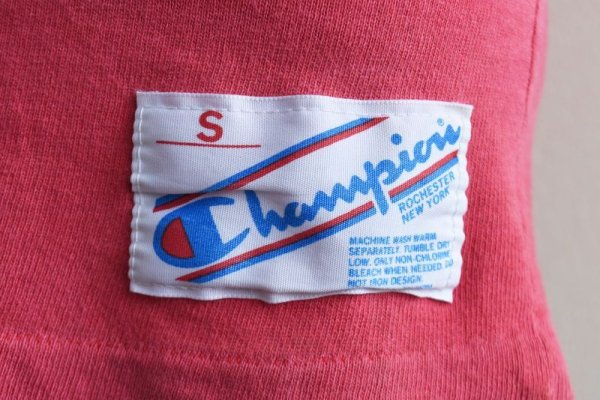 S
Champion®
ROCHESTER
NEW YORK
MACHINE WASH WARM
SEPARATELY. TUMBLE DRY
LOW. ONLY NON-CHLORINE
BLEACH WHEN NEEDED. DO
NOT IRON DESIGN.